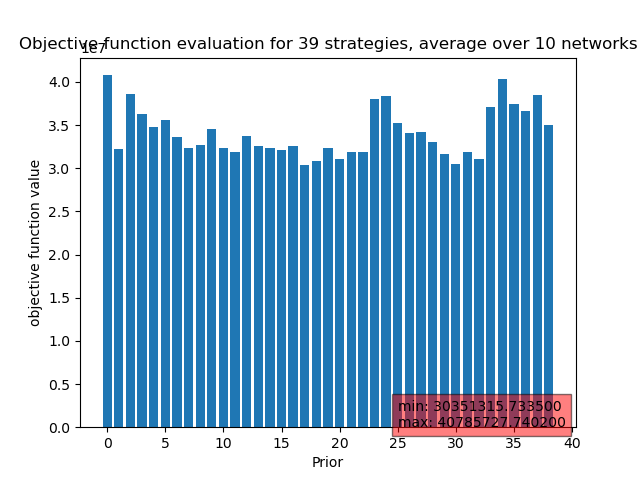 Objective function evaluation for 39 strategies, average over 10 networks
1e7
4.0
3.5
3.0
2.5
2.0
1.5
1.0
0.5
0.0
objective function value
min: 30351315.733500
max: 40785727.740200
0 5 10 15 20 25 30 35 40
Prior